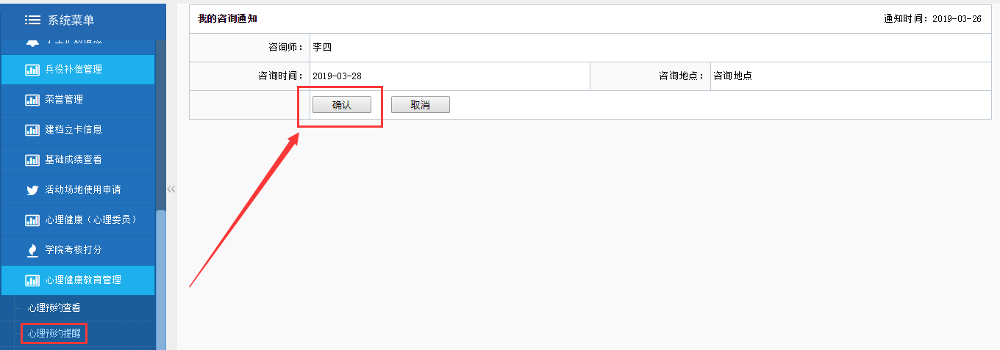 系统菜单
兵役补偿管理
荣誉管理
建档立卡信息
基础成绩查看
活动场地使用申请
心理健康（心理委员）
学院考核打分
心理健康教育管理
心理预约查看
心理预约提醒
我的咨询通知 通知时间：2019-03-26
咨询师： 李四
咨询时间： 2019-03-28 咨询地点： 咨询地点
确认 取消